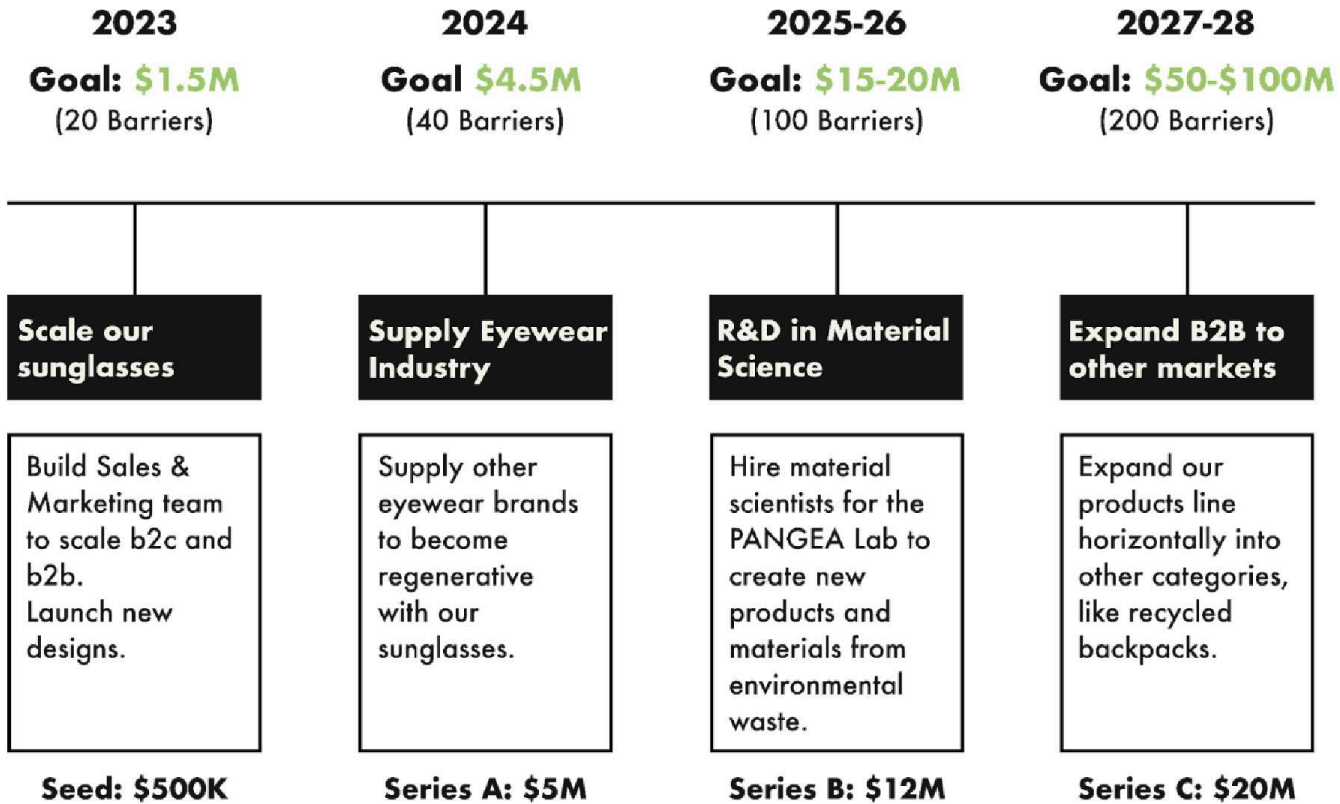 2023
Goal: $1.5M
(20 Barriers)
2024
Goal $4.5M
(40 Barriers)
2025-26
Goal: $15-20M
(100 Barriers)
2027-28
Goal: $50-$100M
(200 Barriers)
Scale our
sunglasses
Build Sales &
Marketing team
to scale b2c and
b2b.
Launch new
designs.
Seed: $500K
Supply Eyewear
Industry
Supply other
eyewear brands
to become
regenerative
with our
sunglasses.
Series A: $5M
R&D in Material
Science
Hire material
scientists for the
PANGEA Lab to
create new
products and
materials from
environmental
waste.
Series B: $12M
Expand B2B to
other markets
Expand our
products line
horizontally into
other categories,
like recycled
backpacks.
Series C: $20M